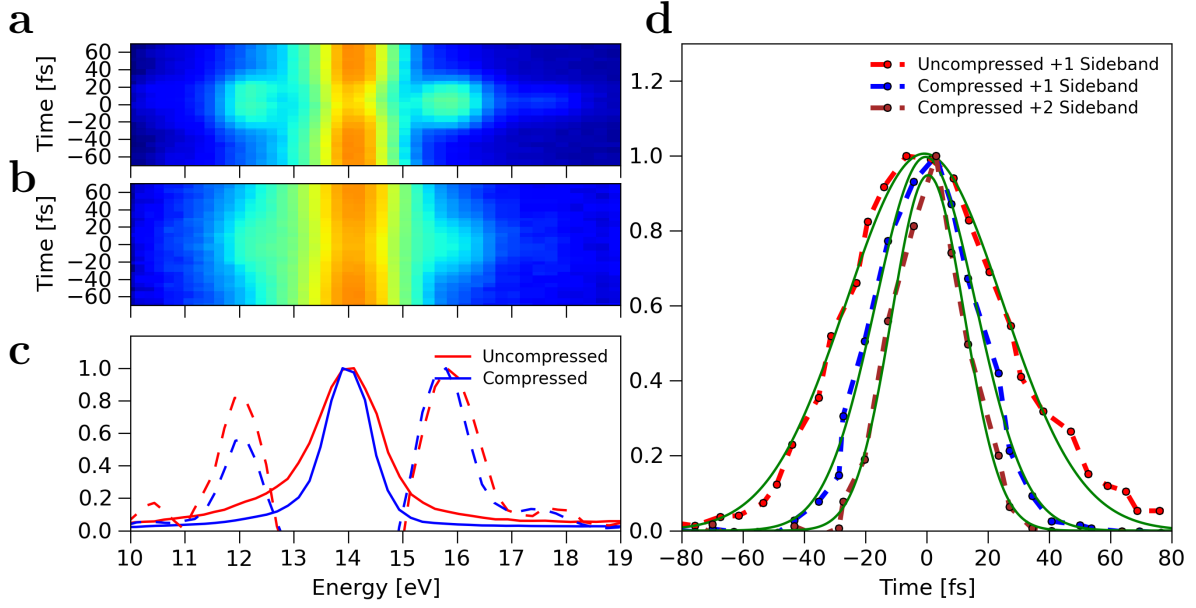 a
Time [fs]
60
40
20
0
−20
−40
−60
b
Time [fs]
60
40
20
0
−20
−40
−60
c
1.0
0.8
0.6
0.4
0.2
0.0
Uncompressed
Compressed
10 11 12 13 14 15 16 17 18 19
Energy [eV]
d
1.2
1.0
0.8
0.6
0.4
0.2
0.0
Uncompressed +1 Sideband
Compressed +1 Sideband
Compressed +2 Sideband
−80 −60 −40 −20 0 20 40 60 80
Time [fs]